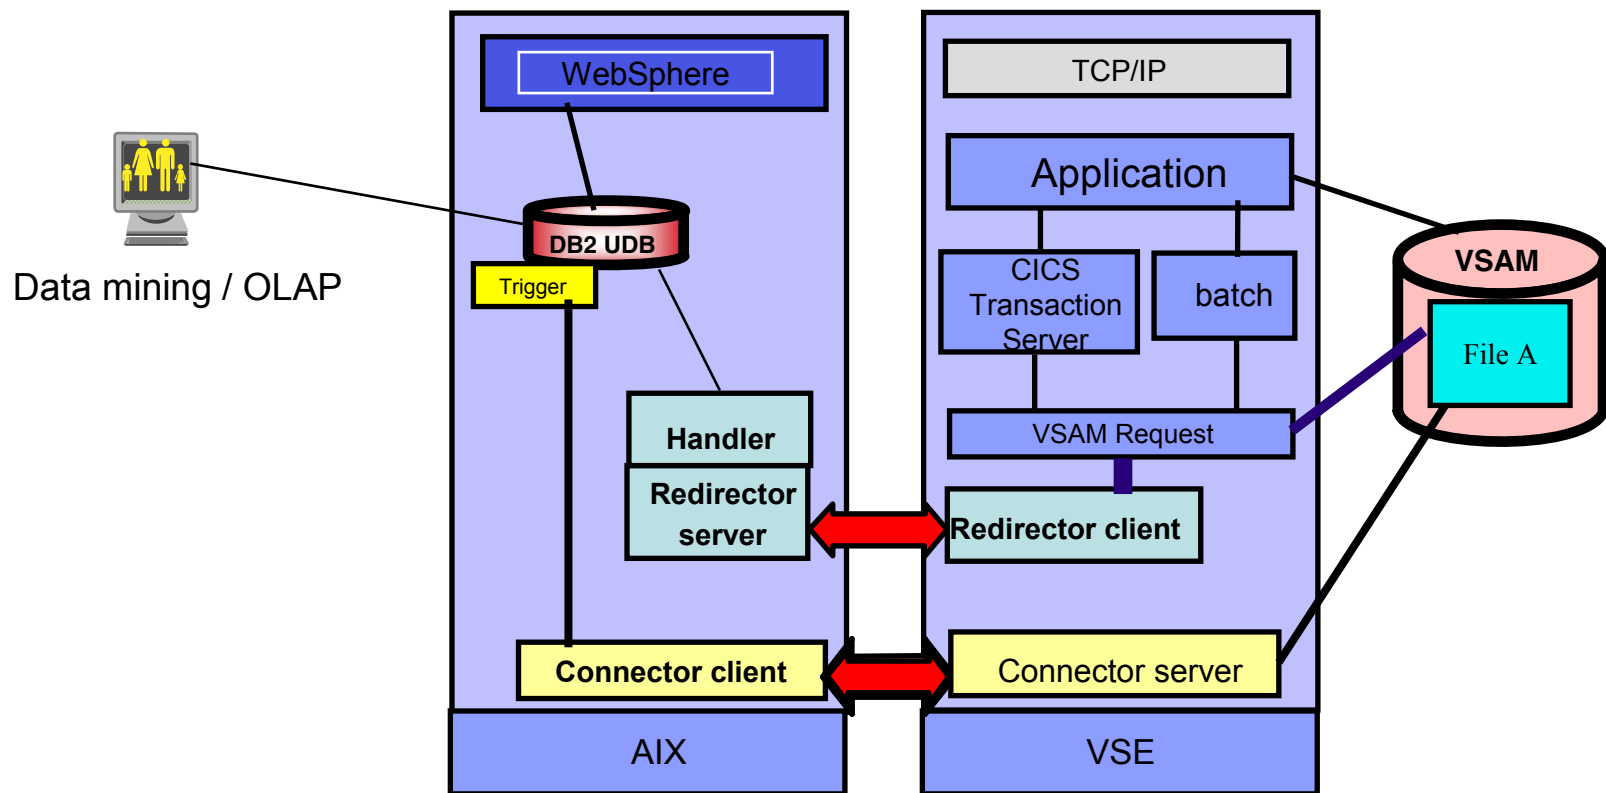 WebSphere
TCP/IP
Application
DB2 UDB
Trigger
Data mining / OLAP
CICS
Transaction
Server
batch
VSAM
File A
Handler
VSAM Request
Redirector
server
Redirector client
Connector client
Connector server
AIX
VSE